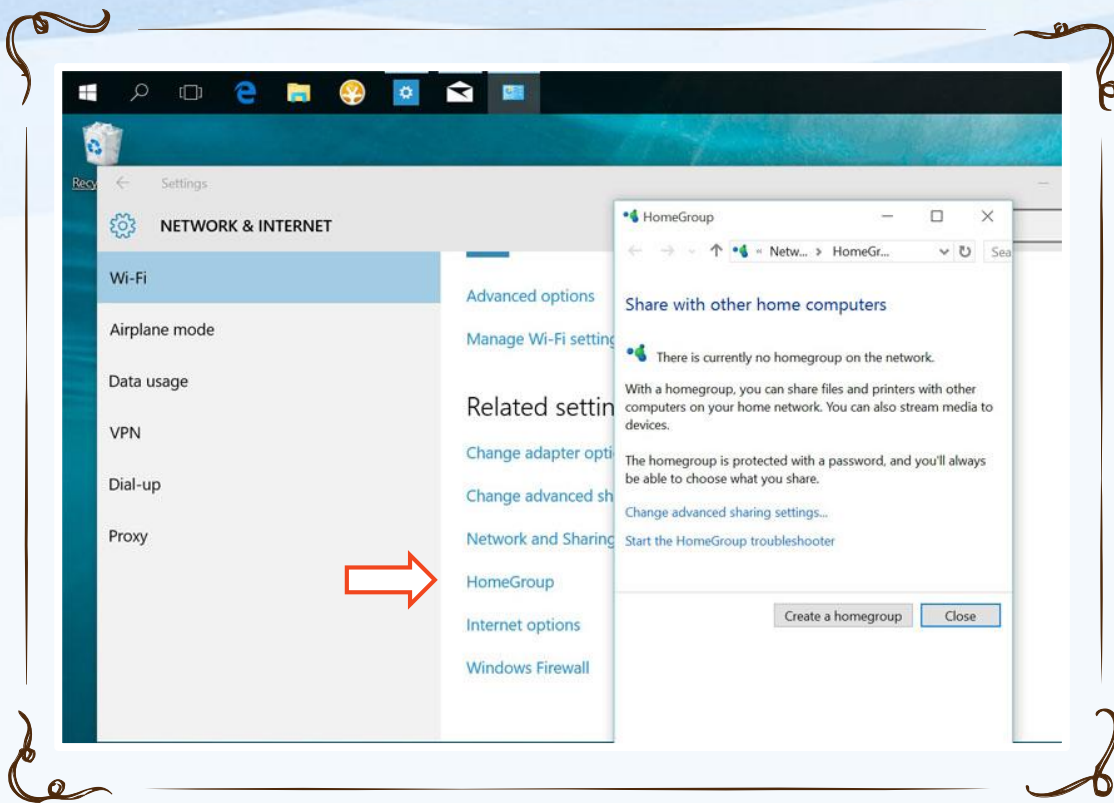 Recy
Settings
NETWORK & INTERNET
Wi-Fi
Airplane mode
Data usage
VPN
Dial-up
Proxy
Advanced options
Manage Wi-Fi setting
Related settin
Change adapter opti
Change advanced sh
Network and Sharing
HomeGroup
Internet options
Windows Firewall
HomeGroup
« Netw... > HomeGr...
Sea
Share with other home computers
There is currently no homegroup on the network.
With a homegroup, you can share files and printers with other
computers on your home network. You can also stream media to
devices.
The homegroup is protected with a password, and you'll always
be able to choose what you share.
Change advanced sharing settings...
Start the HomeGroup troubleshooter
Create a homegroup
Close